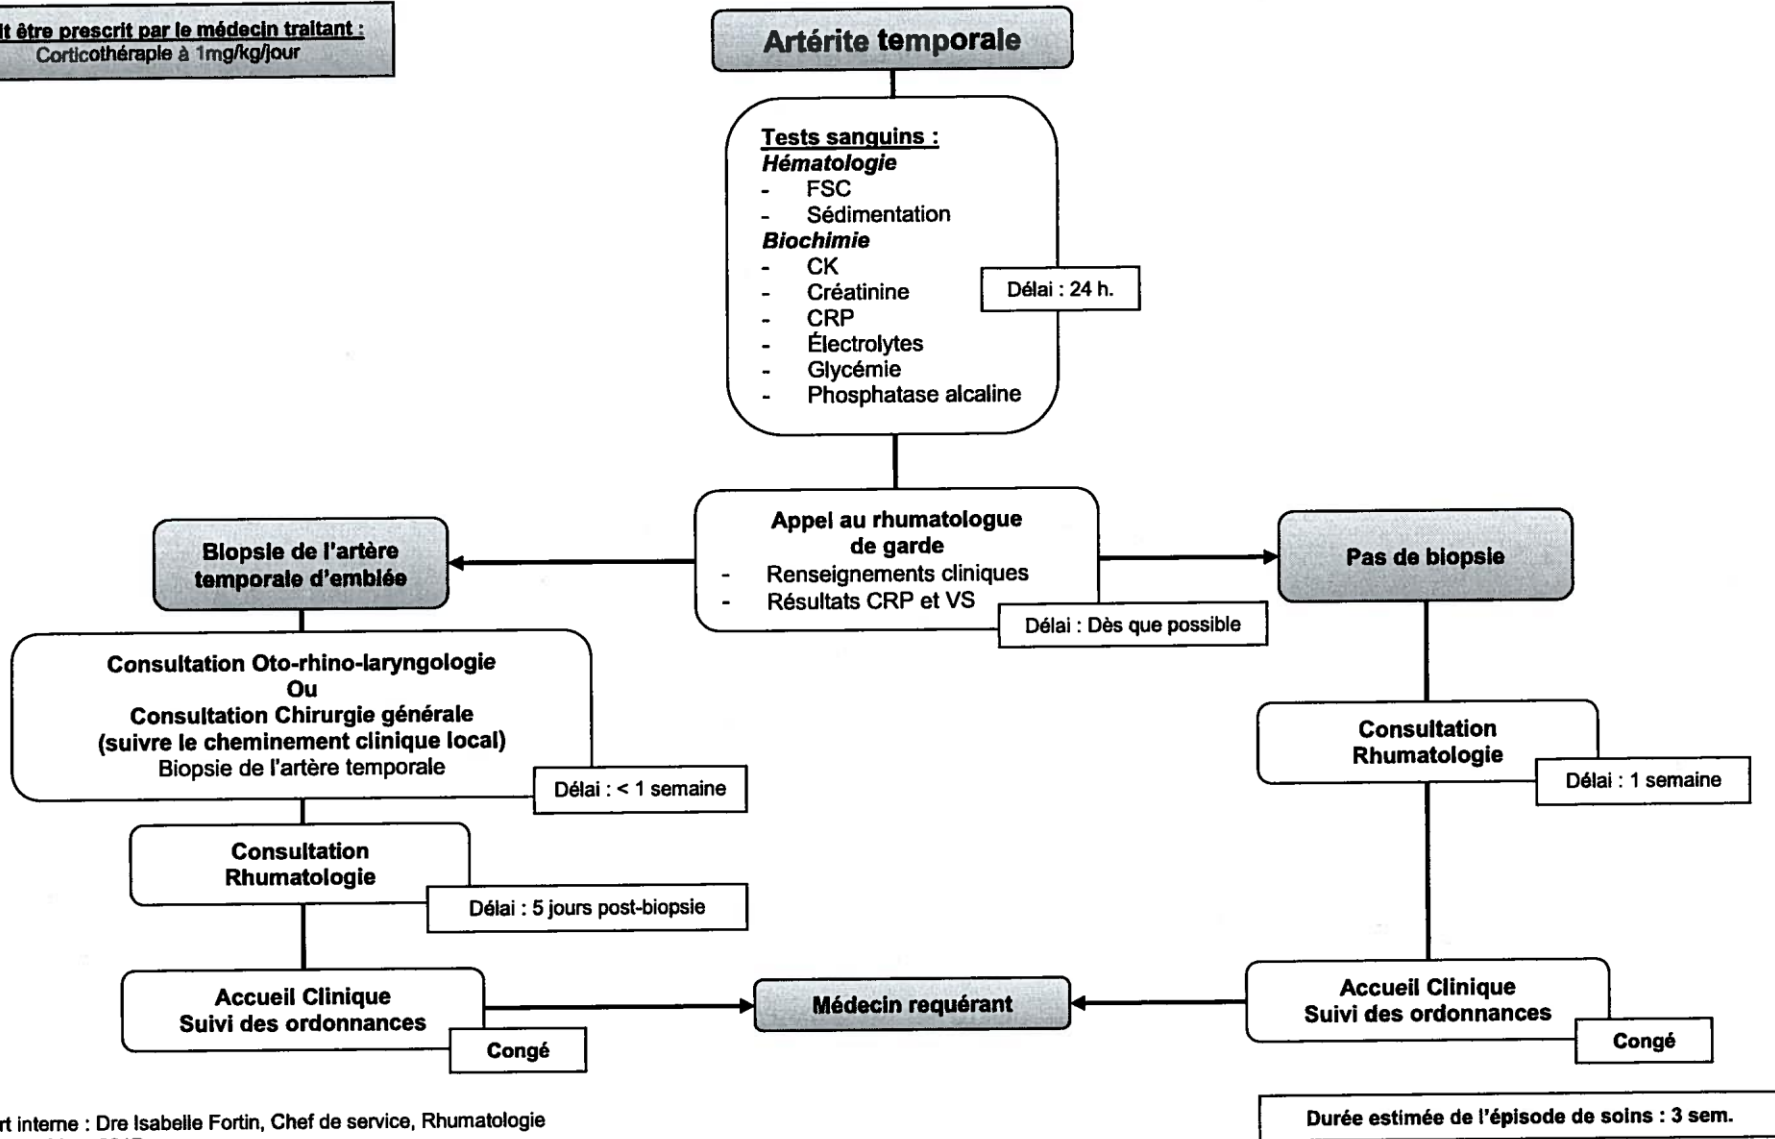 être prescrit par le médecin traitant :
Corticothérapie à 1mg/kg/jour
Artérite temporale
Tests sanguins :
Hématologie
- FSC
- Sédimentation
Biochimie
- CK
- Créatinine
- CRP
- Électrolytes
- Glycémie
- Phosphatase alcaline
Délai : 24 h.
Appel au rhumatologue
de garde
- Renseignements cliniques
- Résultats CRP et VS
Délai : Dès que possible
Biopsie de l'artère
temporale d'emblée
Pas de biopsie
Consultation Oto-rhino-laryngologie
Ou
Consultation Chirurgie générale
(suivre le cheminement clinique local)
Biopsie de l'artère temporale
Délai : < 1 semaine
Consultation
Rhumatologie
Délai : 1 semaine
Consultation
Rhumatologie
Délai : 5 jours post-biopsie
Accueil Clinique
Suivi des ordonnances
Congé
Médecin requérant
Accueil Clinique
Suivi des ordonnances
Congé
interne : Dre Isabelle Fortin, Chef de service, Rhumatologie
Durée estimée de l'épisode de soins : 3 sem.